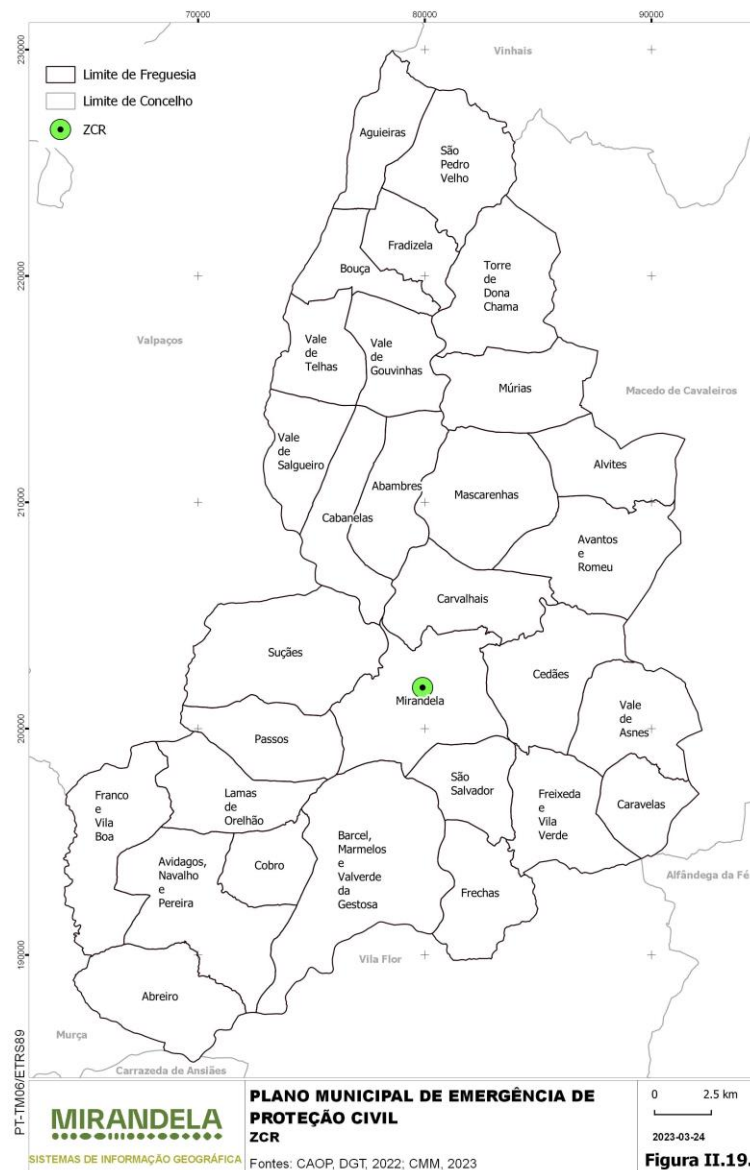 70000
80000
90000
230000
220000
210000
200000
190000
Limite de Freguesia
Limite de Concelho
ZCR
Vinhais
Aguieiras
São
Pedro
Velho
Fradizela
Bouça
Torre
de
Dona
Chama
Valpaços
Vale
de
Telhas
Vale
de
Gouvinhas
Múrias
Macedo de Cavaleiros
Vale
de
Salgueiro
Abambres
Cabanelas
Mascarenhas
Alvites
Avantos
e
Romeu
Carvalhais
Suçães
Mirandela
Cedães
Vale
de
Asnes
Passos
Franco
e
Vila
Boa
Lamas
de
Orelhão
São
Salvador
Freixeda
e
Vila
Verde
Caravelas
Avidagos,
Navalho
e
Pereira
Cobro
Barcel,
Marmelos
e
Valverde
da
Gestosa
Frechas
Alfândega da Fé
Vila Flor
Abreiro
Murça
Carrazeda de Ansiães
PT-TM06/ETRS89
MIRANDELA
SISTEMAS DE INFORMAÇÃO GEOGRÁFICA
PLANO MUNICIPAL DE EMERGÊNCIA DE
PROTEÇÃO CIVIL
ZCR
Fontes: CAOP, DGT, 2022; CMM, 2023
0 2.5 km
2023-03-24
Figura II.19.